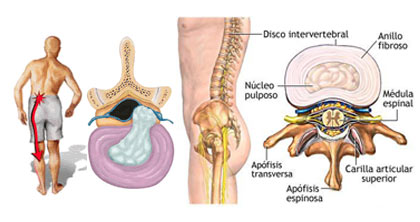 Disco intervertebral
Anillo
fibroso
Núcleo
pulposo
Médula
espinal
Apófisis
transversa
Apófisis
espinosa
Carilla articular
superior